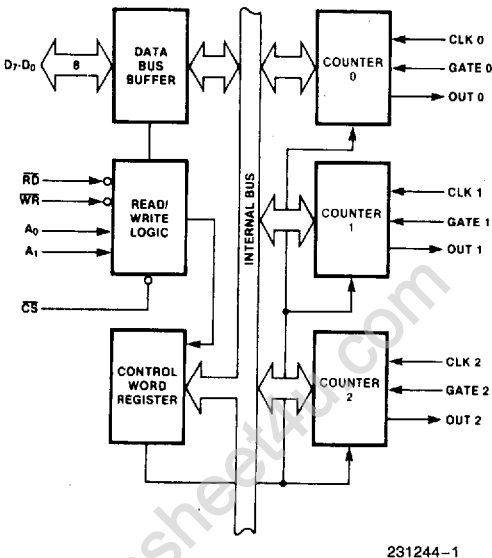 D7-D0
8
DATA
BUS
BUFFER
RD
WR
A0
A1
CS
READ/
WRITE
LOGIC
CONTROL
WORD
REGISTER
INTERNAL BUS
COUNTER
0
CLK 0
GATE 0
OUT 0
COUNTER
1
CLK 1
GATE 1
OUT 1
COUNTER
2
CLK 2
GATE 2
OUT 2
sheet4u.com
231244-1